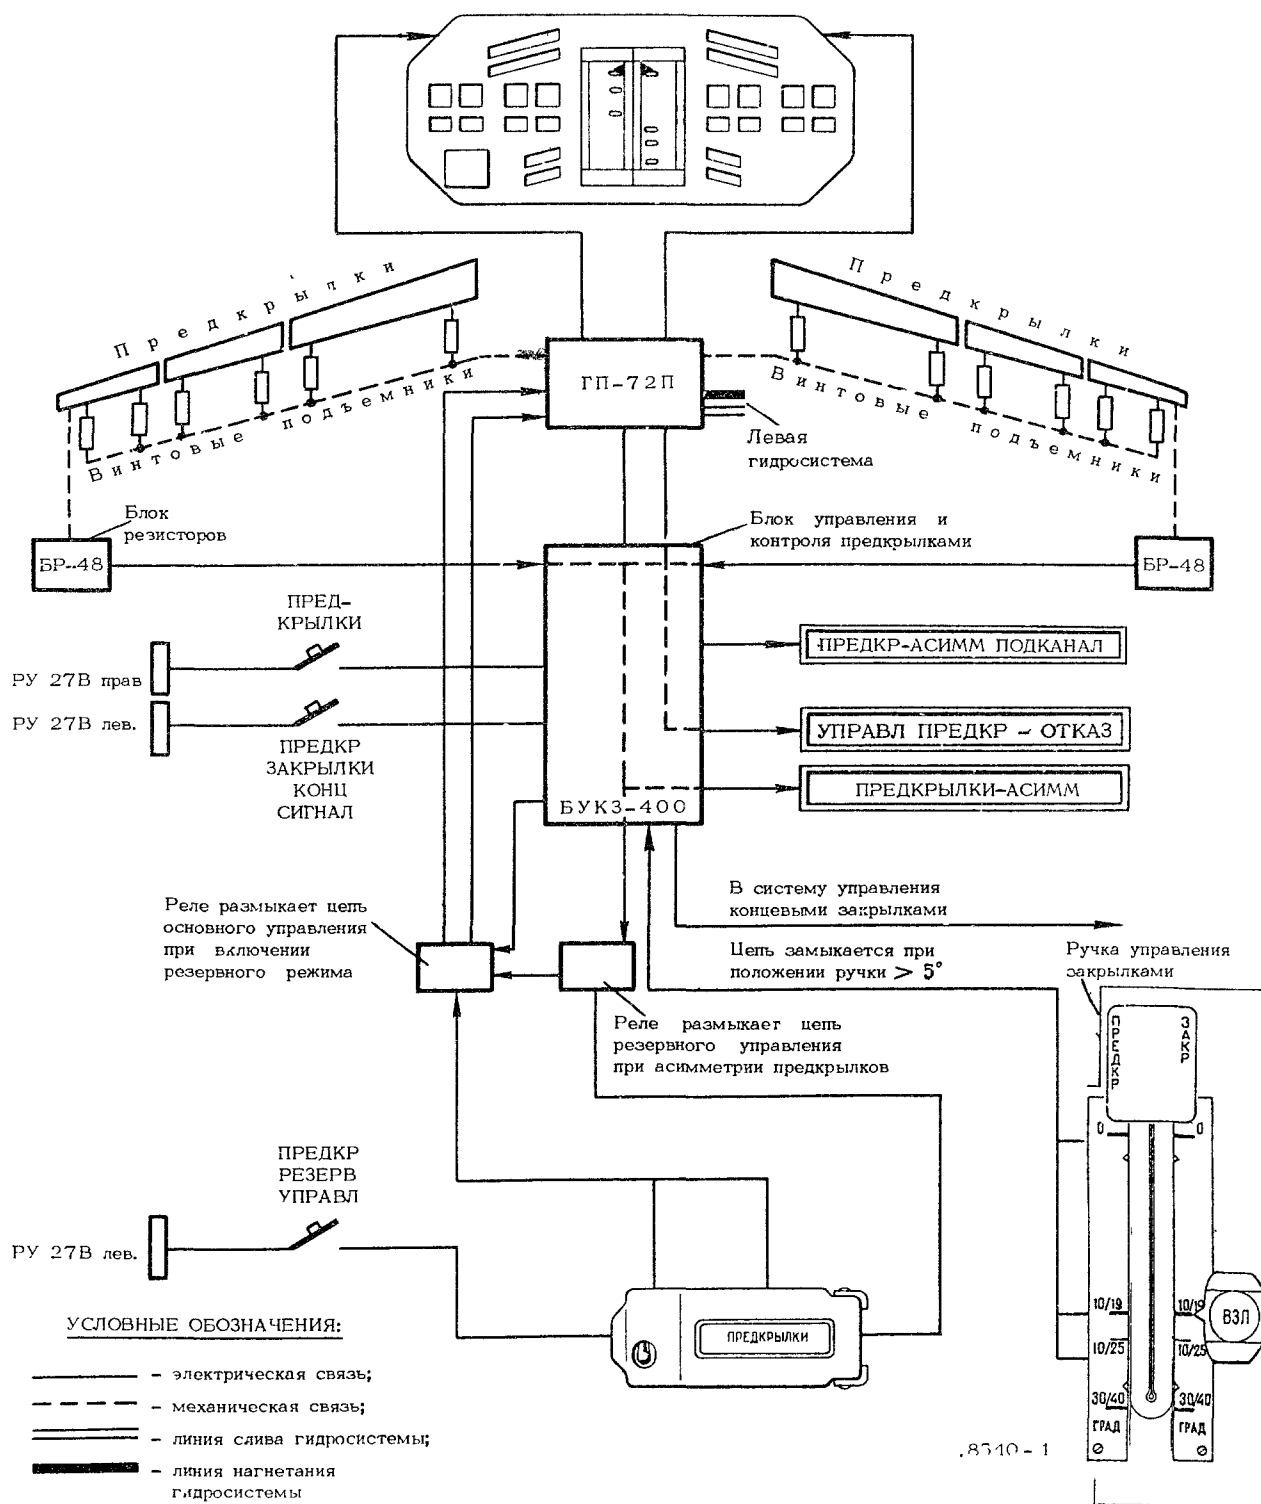 Предкрылки
Предкрылки
Винтовые подъемники
Винтовые подъемники
ГП-72П
Левая
гидросистема
Блок
резисторов
Блок управления и
контроля предкрылками
БР-48
БР-48
ПРЕД-
КРЫЛКИ
РУ 27В прав
РУ 27В лев.
ПРЕДКР
ЗАКРЫЛКИ
КОНЦ
СИГНАЛ
ПРЕДКР-АСИММ ПОДКАНАЛ
УПРАВЛ ПРЕДКР - ОТКАЗ
ПРЕДКРЫЛКИ-АСИММ
БУКЗ-400
Реле размыкает цепь
основного управления
при включении
резервного режима
В систему управления
концевыми закрылками
Цепь замыкается при
положении ручки > 5°
Ручка управления
закрылками
Реле размыкает цепь
резервного управления
при асимметрии предкрылков
ПРЕДКР
ЗАКР
0
0
ПРЕДКР
РЕЗЕРВ
УПРАВЛ
РУ 27В лев.
ПРЕДКРЫЛКИ
10/19
10/19
ВЗЛ
10/25
10/25
30/40
30/40
ГРАД
ГРАД
УСЛОВНЫЕ ОБОЗНАЧЕНИЯ:
- электрическая связь;
- механическая связь;
- линия слива гидросистемы;
- линия нагнетания
гидросистемы